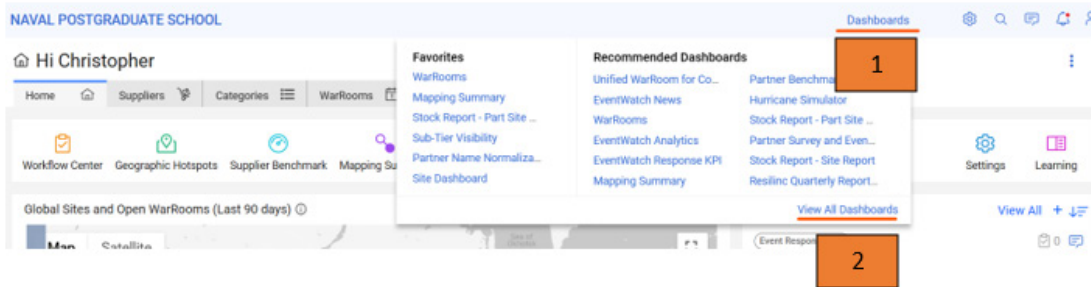 NAVAL POSTGRADUATE SCHOOL
Dashboards
1
Hi Christopher
Home
Suppliers
Categories
WarRooms
Favorites
WarRooms
Mapping Summary
Stock Report - Part Site ...
Sub-Tier Visibility
Partner Name Normaliza...
Site Dashboard
Recommended Dashboards
Unified WarRoom for Co...
EventWatch News
WarRooms
EventWatch Analytics
EventWatch Response KPI
Mapping Summary
Partner Benchma
Hurricane Simulator
Stock Report - Part Site ...
Partner Survey and Even...
Stock Report - Site Report
Resilinc Quarterly Report...
View All Dashboards
2
Workflow Center
Geographic Hotspots
Supplier Benchmark
Mapping Su
Settings
Learning
Global Sites and Open WarRooms (Last 90 days)
View All
Map
Satellite
Event Respon
0